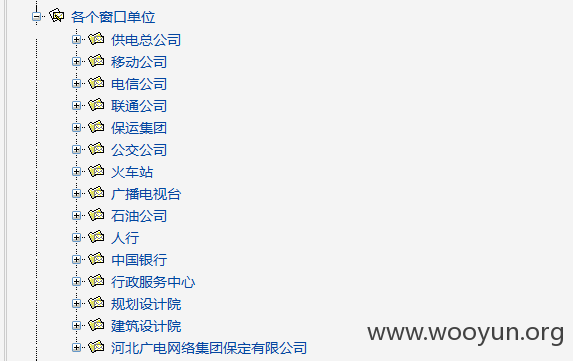 各个窗口单位
供电总公司
移动公司
电信公司
联通公司
保运集团
公交公司
火车站
广播电视台
石油公司
人行
中国银行
行政服务中心
规划设计院
建筑设计院
河北广电网络集团保定有限公司
www.wooyun.org